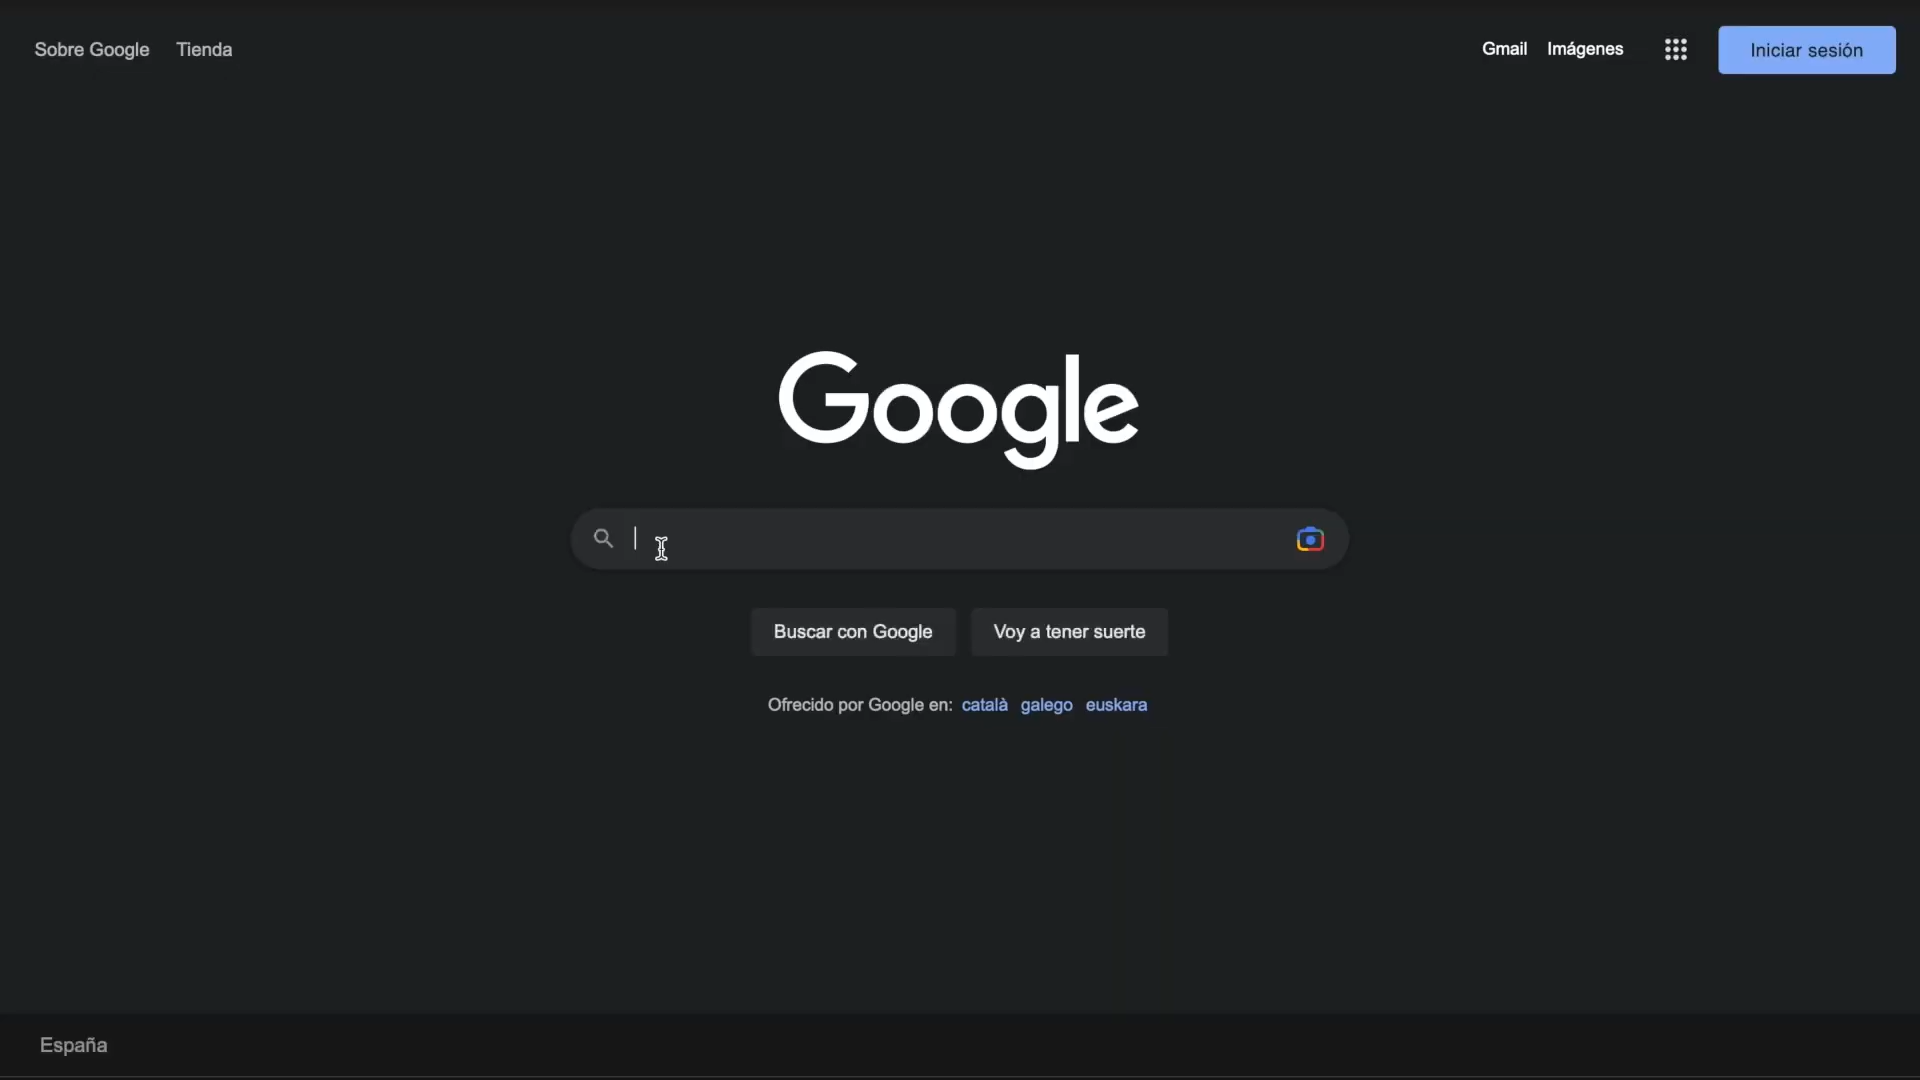 Sobre Google Tienda Gmail Imágenes Iniciar sesión
Google
Buscar con Google Voy a tener suerte
Ofrecido por Google en: català galego euskara
España